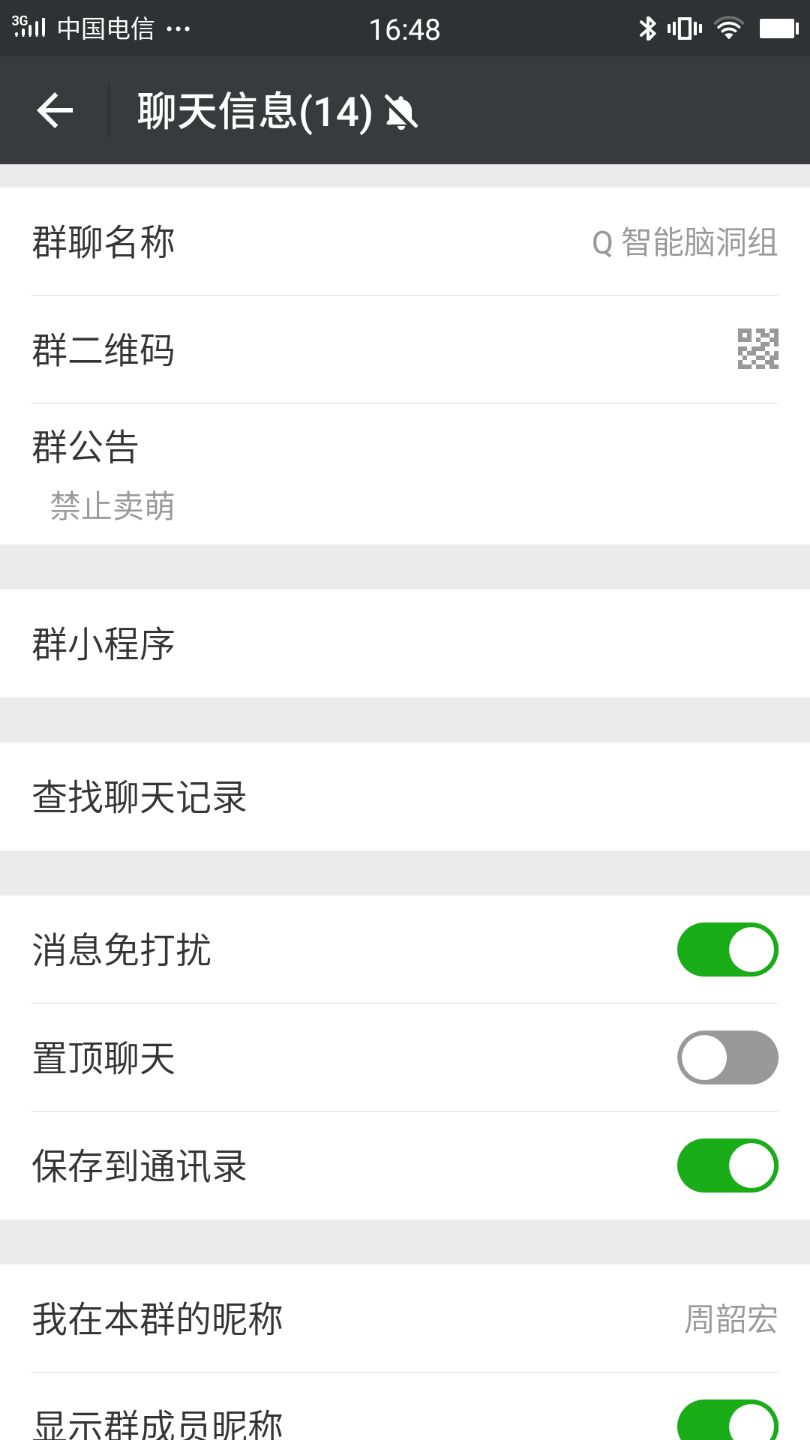 3G 中国电信 ··· 16:48
聊天信息(14)
群聊名称 Q 智能脑洞组
群二维码
群公告
禁止卖萌
群小程序
查找聊天记录
消息免打扰
置顶聊天
保存到通讯录
我在本群的昵称 周韶宏
显示群成员昵称